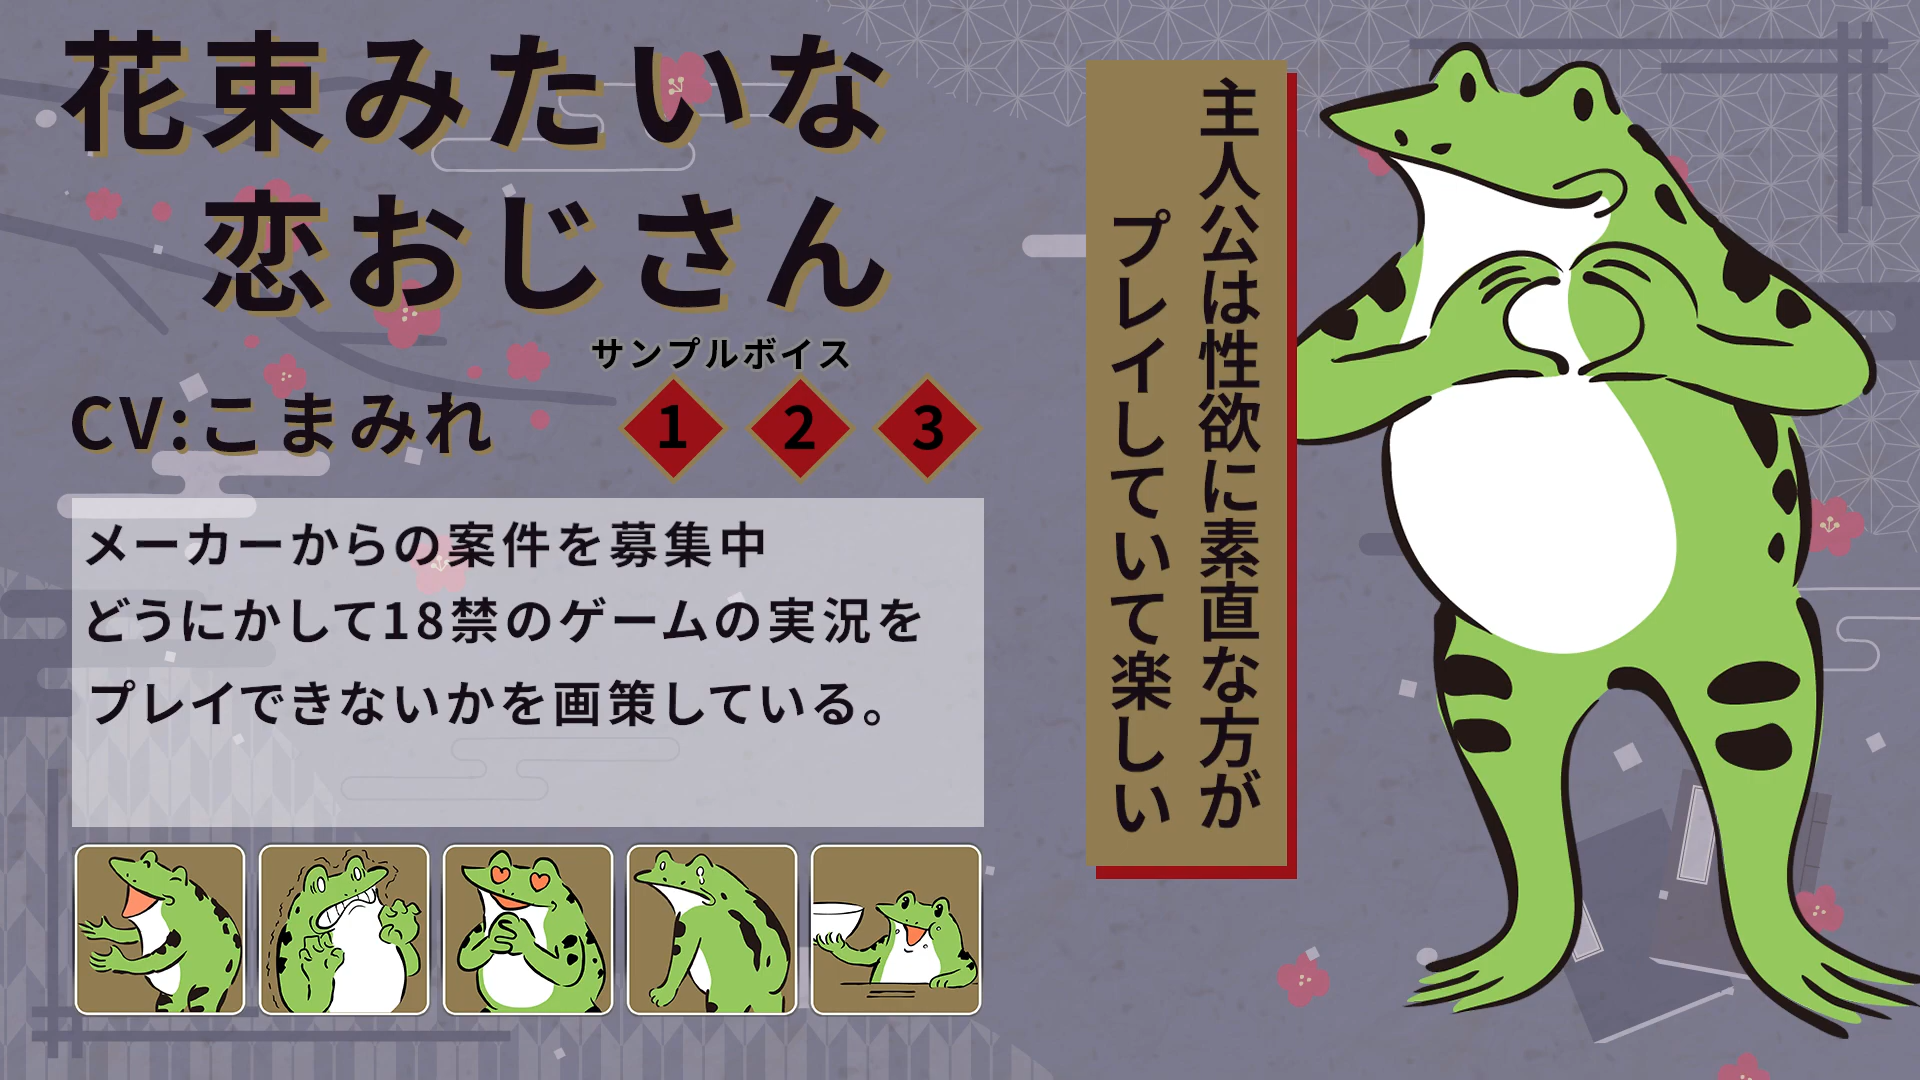 花束みたいな
恋おじさん
サンプルボイス
CV:こまみれ
1 2 3
メーカーからの案件を募集中
どうにかして18禁のゲームの実況を
プレイできないかを画策している。
主人公は性欲に素直な方が
プレイしていて楽しい